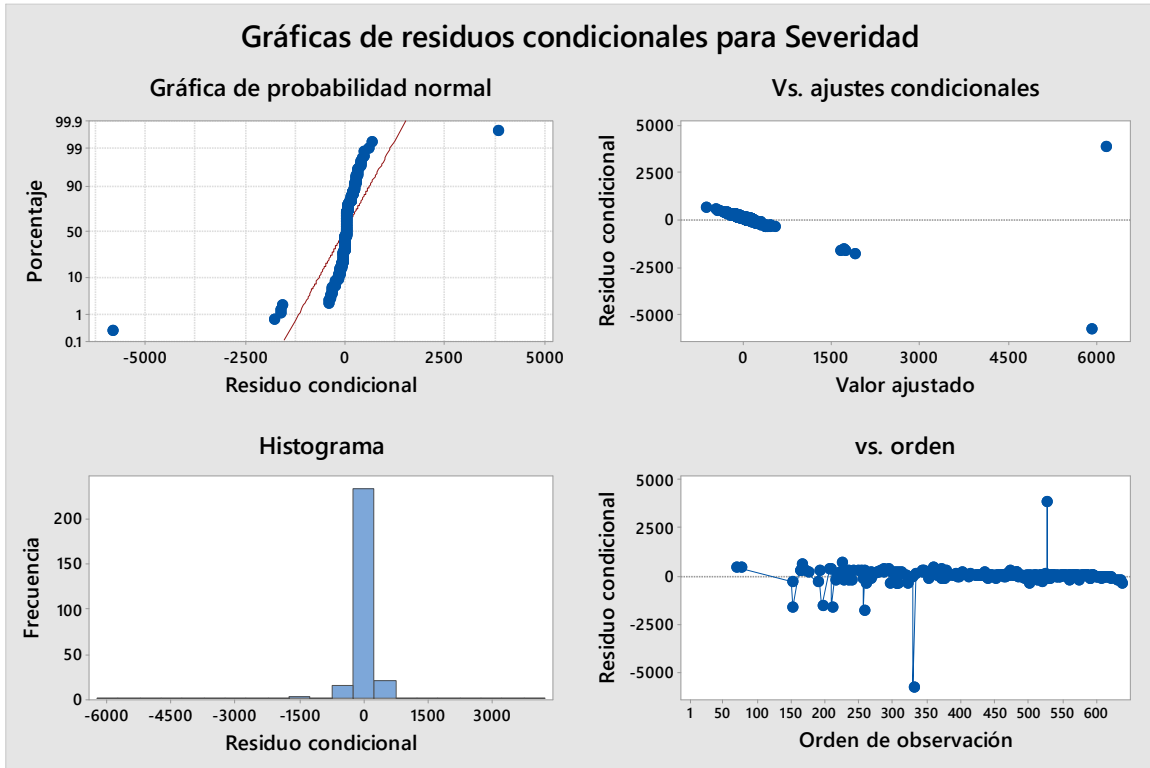 Gráficas de residuos condicionales para Severidad
Gráfica de probabilidad normal
99.9
99
90
50
10
1
0.1
Porcentaje
-5000 -2500 0 2500 5000
Residuo condicional
Vs. ajustes condicionales
5000
2500
0
-2500
-5000
Residuo condicional
0 1500 3000 4500 6000
Valor ajustado
Histograma
200
150
100
50
0
Frecuencia
-6000 -4500 -3000 -1500 0 1500 3000
Residuo condicional
vs. orden
5000
2500
0
-2500
-5000
Residuo condicional
1 50 100 150 200 250 300 350 400 450 500 550 600
Orden de observación